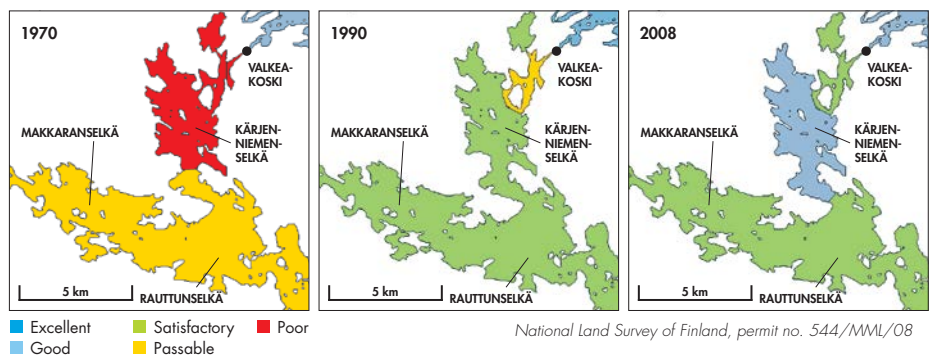 1970
VALKEA-
KOSKI
MAKKARANSELKÄ
KÄRJEN-
NIEMEN-
SELKÄ
5 km
RAUTTUNSELKÄ
1990
VALKEA-
KOSKI
MAKKARANSELKÄ
KÄRJEN-
NIEMEN-
SELKÄ
5 km
RAUTTUNSELKÄ
2008
VALKEA-
KOSKI
MAKKARANSELKÄ
KÄRJEN-
NIEMEN-
SELKÄ
5 km
RAUTTUNSELKÄ
Excellent
Good
Satisfactory
Passable
Poor
National Land Survey of Finland, permit no. 544/MML/08